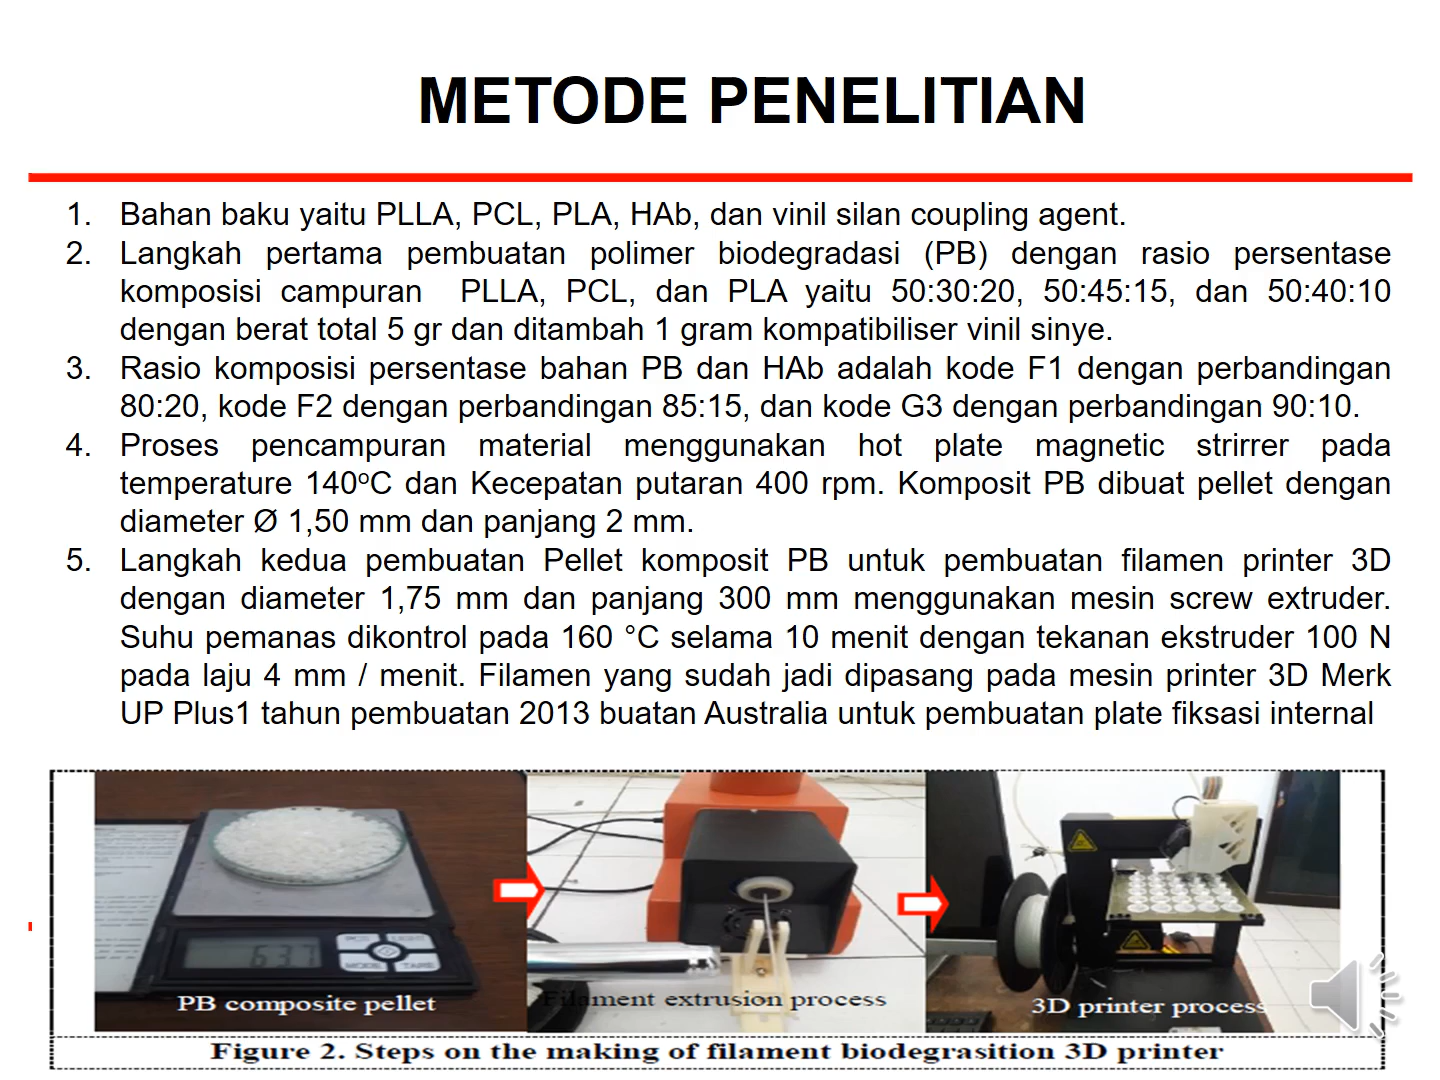 METODE PENELITIAN
1. Bahan baku yaitu PLLA, PCL, PLA, HAb, dan vinil silan coupling agent.
2. Langkah pertama pembuatan polimer biodegradasi (PB) dengan rasio persentase
komposisi campuran PLLA, PCL, dan PLA yaitu 50:30:20, 50:45:15, dan 50:40:10
dengan berat total 5 gr dan ditambah 1 gram kompatibiliser vinil sinye.
3. Rasio komposisi persentase bahan PB dan HAb adalah kode F1 dengan perbandingan
80:20, kode F2 dengan perbandingan 85:15, dan kode G3 dengan perbandingan 90:10.
4. Proses pencampuran material menggunakan hot plate magnetic strirrer pada
temperature 140°C dan Kecepatan putaran 400 rpm. Komposit PB dibuat pellet dengan
diameter Ø 1,50 mm dan panjang 2 mm.
5. Langkah kedua pembuatan Pellet komposit PB untuk pembuatan filamen printer 3D
dengan diameter 1,75 mm dan panjang 300 mm menggunakan mesin screw extruder.
Suhu pemanas dikontrol pada 160 °C selama 10 menit dengan tekanan ekstruder 100 N
pada laju 4 mm / menit. Filamen yang sudah jadi dipasang pada mesin printer 3D Merk
UP Plus1 tahun pembuatan 2013 buatan Australia untuk pembuatan plate fiksasi internal
637
MODE TARE
PB composite pellet
Filament extrusion process
3D printer process
Figure 2. Steps on the making of filament biodegrasition 3D printer